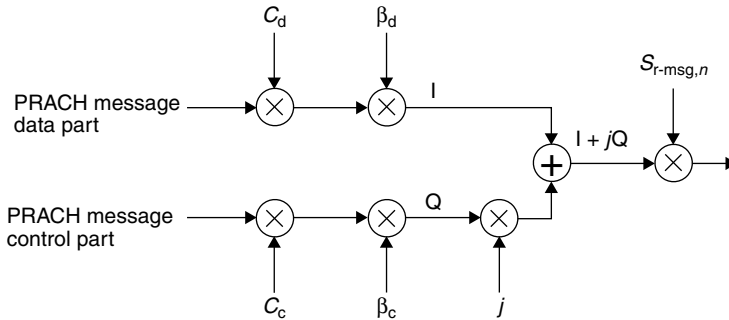 C_d
β_d
S_r-msg,n
PRACH message
data part
×
×
I
I + jQ
×
+
PRACH message
control part
×
×
Q
×
C_c
β_c
j